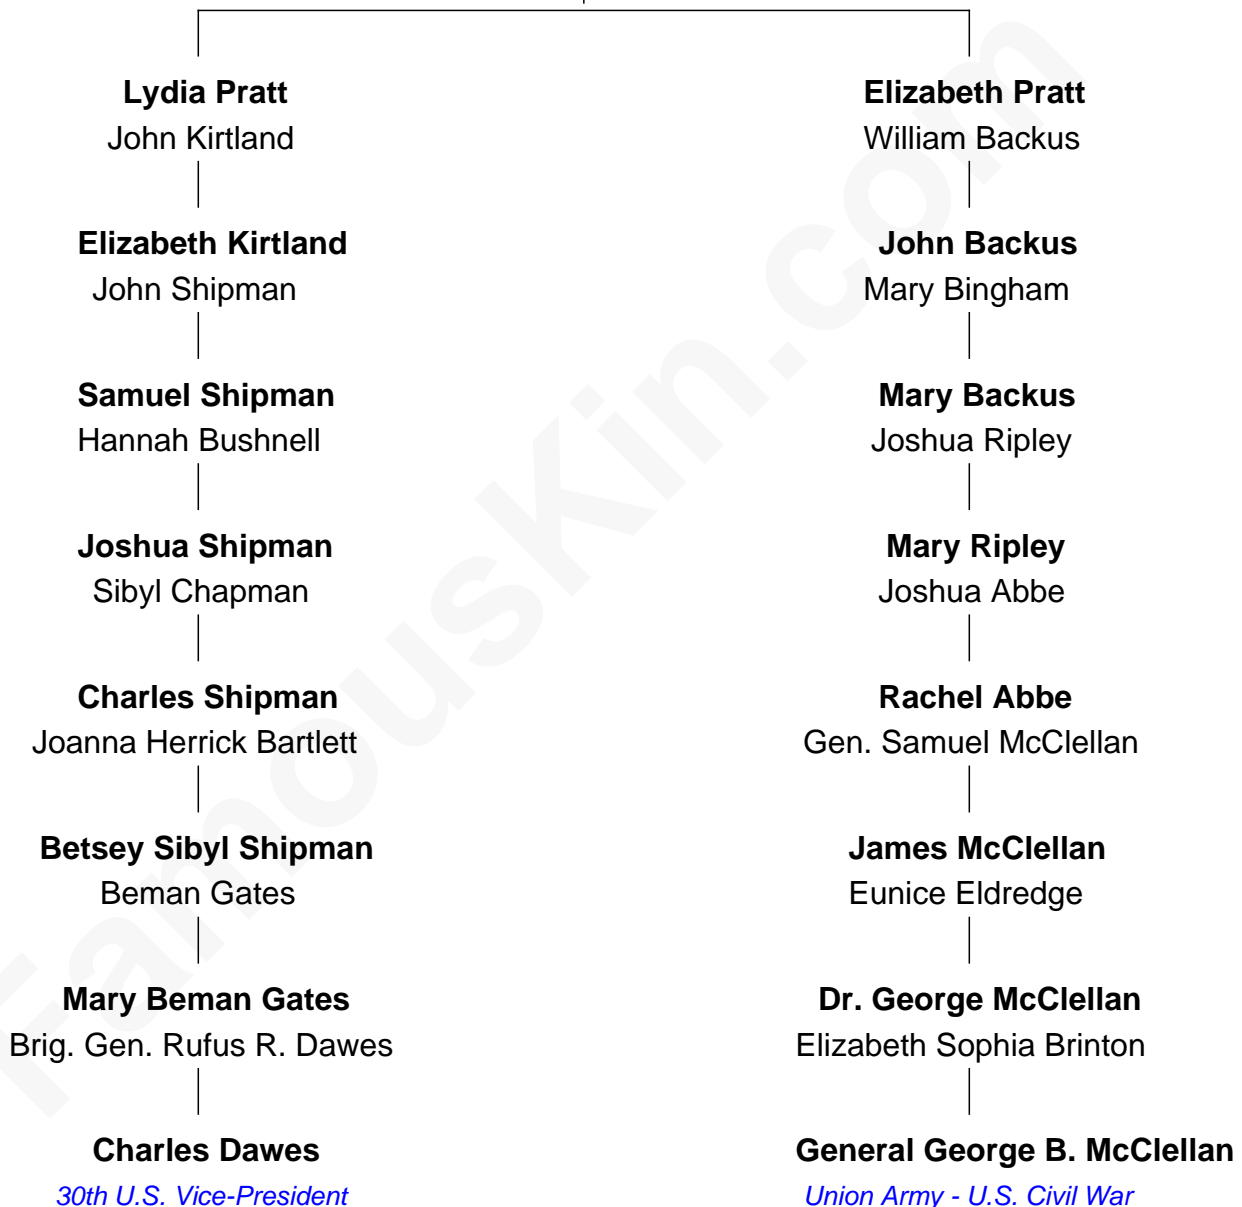 Lydia Pratt
John Kirtland
Elizabeth Pratt
William Backus
Elizabeth Kirtland
John Shipman
John Backus
Mary Bingham
Samuel Shipman
Hannah Bushnell
Mary Backus
Joshua Ripley
Joshua Shipman
Sibyl Chapman
Mary Ripley
Joshua Abbe
Charles Shipman
Joanna Herrick Bartlett
Rachel Abbe
Gen. Samuel McClellan
Betsey Sibyl Shipman
Beman Gates
James McClellan
Eunice Eldredge
Mary Beman Gates
Brig. Gen. Rufus R. Dawes
Dr. George McClellan
Elizabeth Sophia Brinton
Charles Dawes
30th U.S. Vice-President
General George B. McClellan
Union Army - U.S. Civil War
FamousKin.com